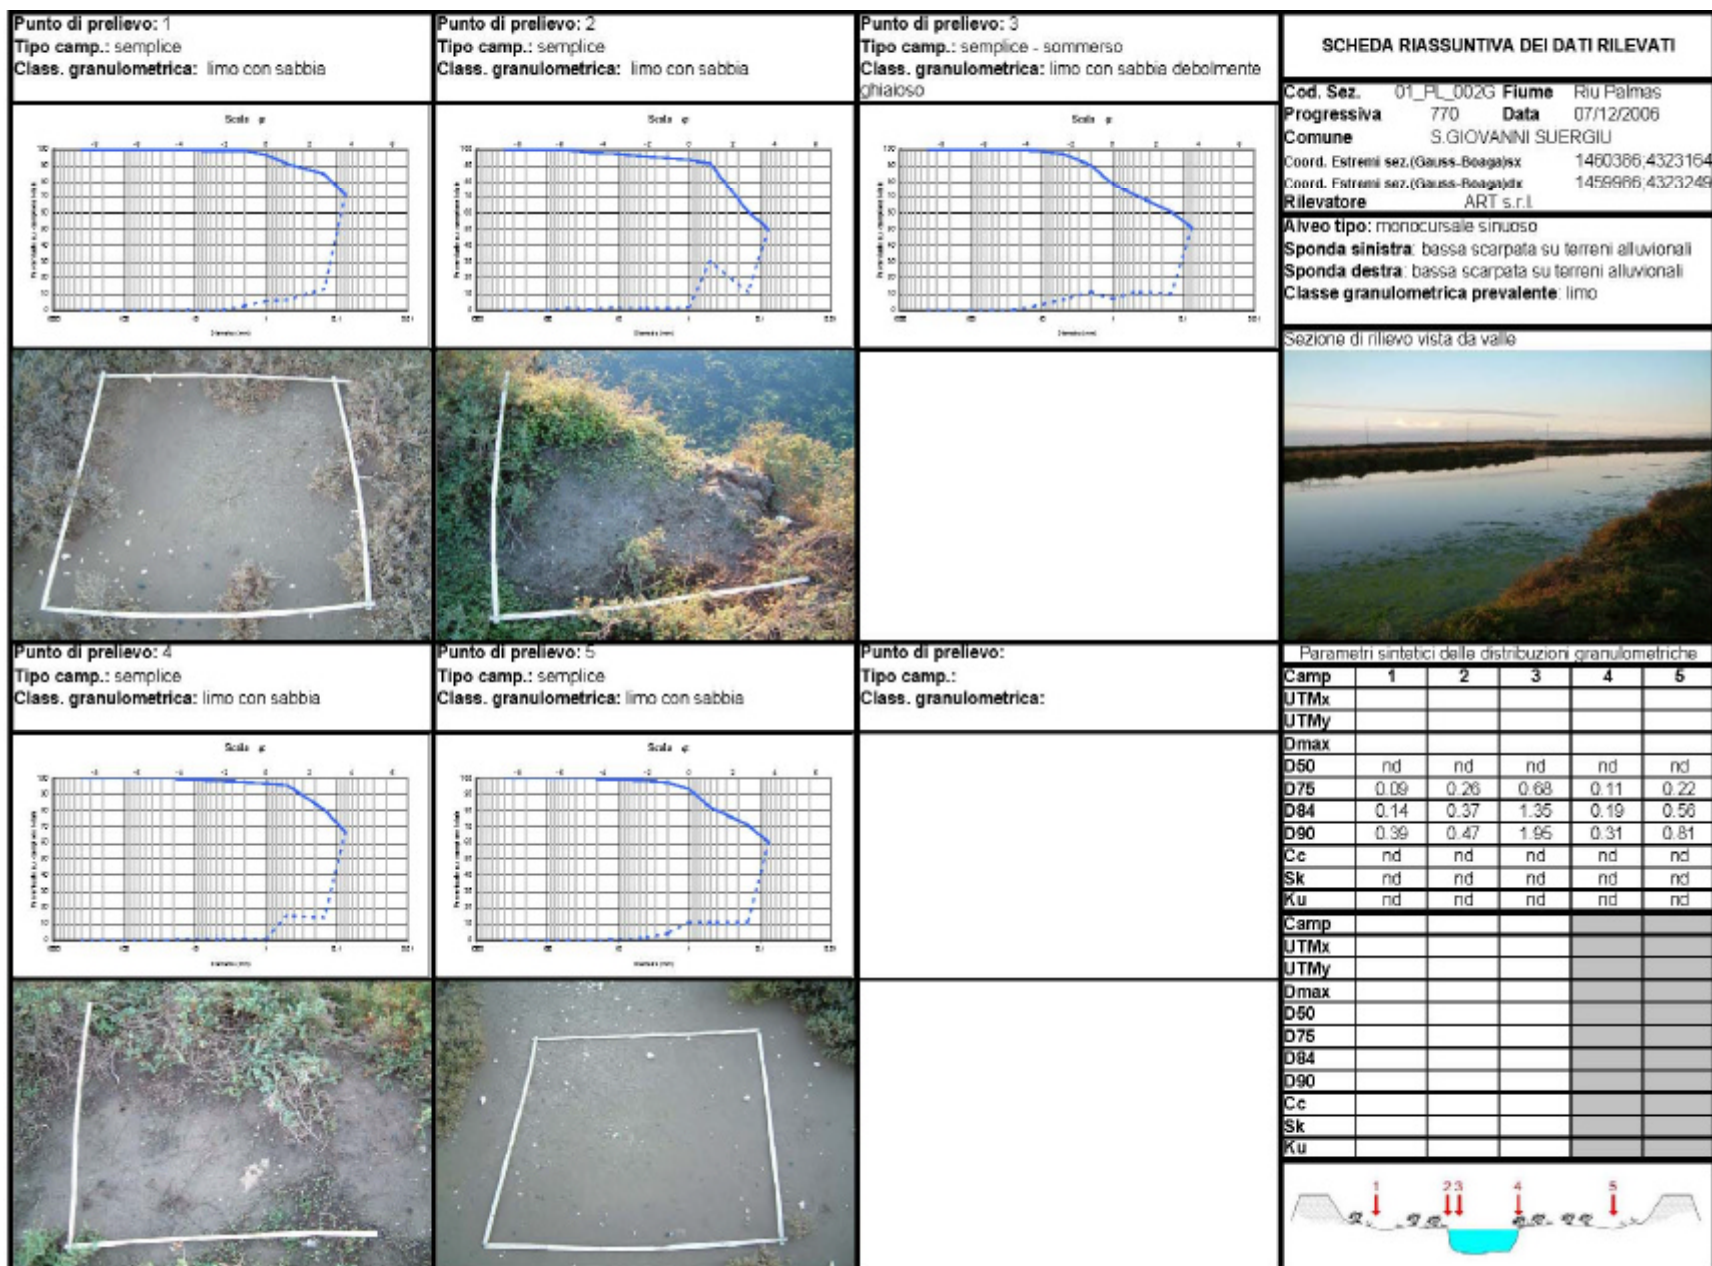 Punto di prelievo: 1
Tipo camp.: semplice
Class. granulometrica: limo con sabbia
Punto di prelievo: 2
Tipo camp.: semplice
Class. granulometrica: limo con sabbia
Punto di prelievo: 3
Tipo camp.: semplice - sommerso
Class. granulometrica: limo con sabbia debolmente
ghiaioso
SCHEDA RIASSUNTIVA DEI DATI RILEVATI
Cod. Sez. 01_PL_002G Fiume Riu Palmas
Progressiva 770 Data 07/12/2006
Comune S.GIOVANNI SUERGIU
Coord. Estremi sez.(Gauss-Boaga)sx 1460386,4323164
Coord. Estremi sez.(Gauss-Boaga)dx 1459986,4323249
Rilevatore ART s.r.l.
Alveo tipo: monocursale sinuoso
Sponda sinistra: bassa scarpata su terreni alluvionali
Sponda destra: bassa scarpata su terreni alluvionali
Classe granulometrica prevalente: limo
Scala φ
Scala φ
Scala φ
Sezione di rilievo vista da valle
Punto di prelievo: 4
Tipo camp.: semplice
Class. granulometrica: limo con sabbia
Punto di prelievo: 5
Tipo camp.: semplice
Class. granulometrica: limo con sabbia
Punto di prelievo:
Tipo camp.:
Class. granulometrica:
Scala φ
Scala φ
Parametri sintetici delle distribuzioni granulometriche
Camp 1 2 3 4 5
UTMx
UTMy
Dmax
D50 nd nd nd nd nd
D75 0.09 0.26 0.68 0.11 0.22
D84 0.14 0.37 1.35 0.19 0.56
D90 0.39 0.47 1.95 0.31 0.81
Cc nd nd nd nd nd
Sk nd nd nd nd nd
Ku nd nd nd nd nd
Camp
UTMx
UTMy
Dmax
D50
D75
D84
D90
Cc
Sk
Ku
1 2 3 4 5